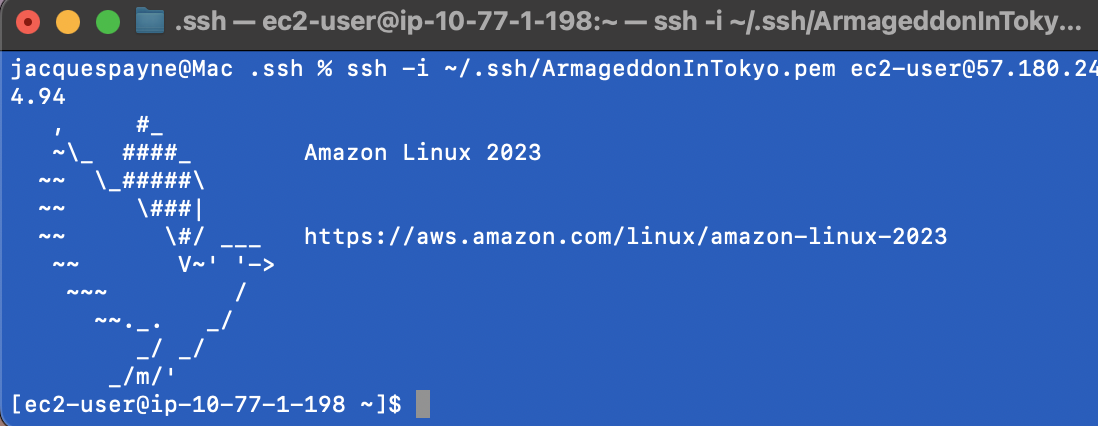 .ssh — ec2-user@ip-10-77-1-198:~ — ssh -i ~/.ssh/ArmageddonInToky...
jacquespayne@Mac .ssh % ssh -i ~/.ssh/ArmageddonInTokyo.pem ec2-user@57.180.24
4.94
   ,     #_
   ~\_  ####_        Amazon Linux 2023
  ~~  \_#####\
  ~~     \###|
  ~~       \#/ ___   https://aws.amazon.com/linux/amazon-linux-2023
   ~~       V~' '->
    ~~~         /
      ~~._.   _/
         _/ _/
       _/m/'
[ec2-user@ip-10-77-1-198 ~]$